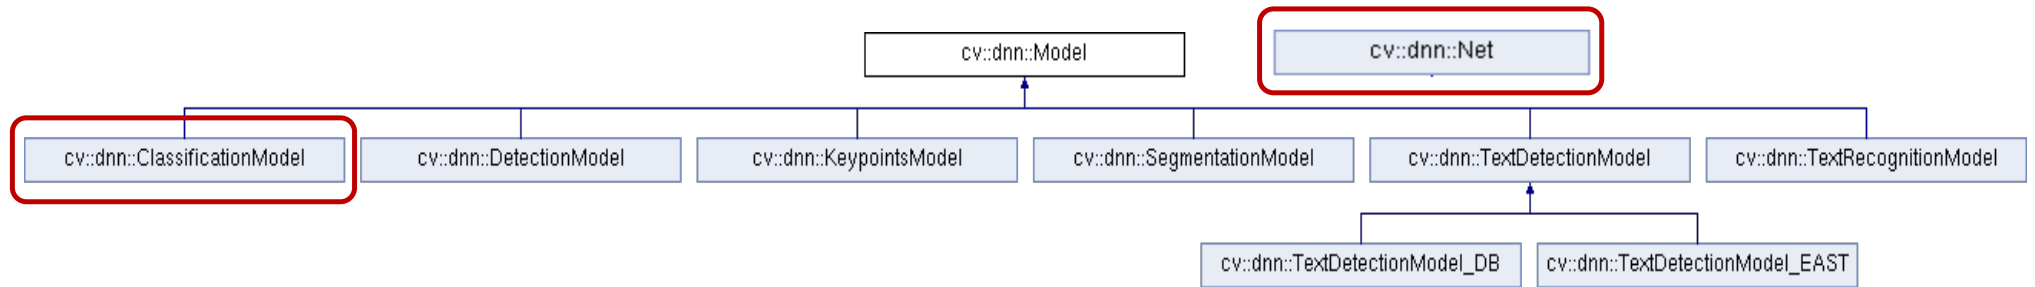 cv::dnn::Model
cv::dnn::Net
cv::dnn::ClassificationModel
cv::dnn::DetectionModel
cv::dnn::KeypointsModel
cv::dnn::SegmentationModel
cv::dnn::TextDetectionModel
cv::dnn::TextRecognitionModel
cv::dnn::TextDetectionModel_DB
cv::dnn::TextDetectionModel_EAST